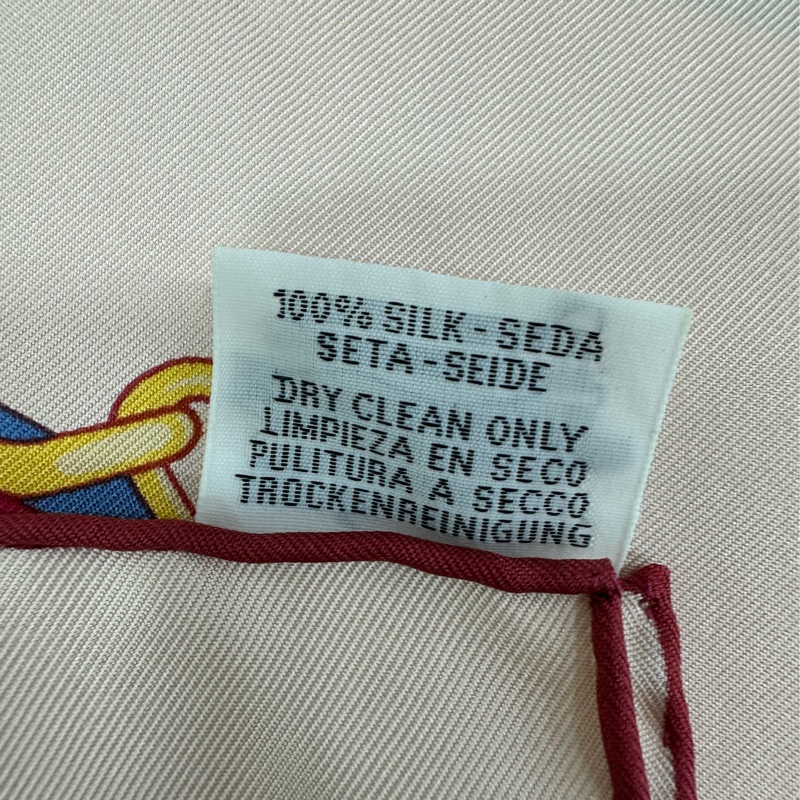 100% SILK - SEDA
SETA - SEIDE
DRY CLEAN ONLY
LIMPIEZA EN SECO
PULITURA A SECCO
TROCKENREINIGUNG